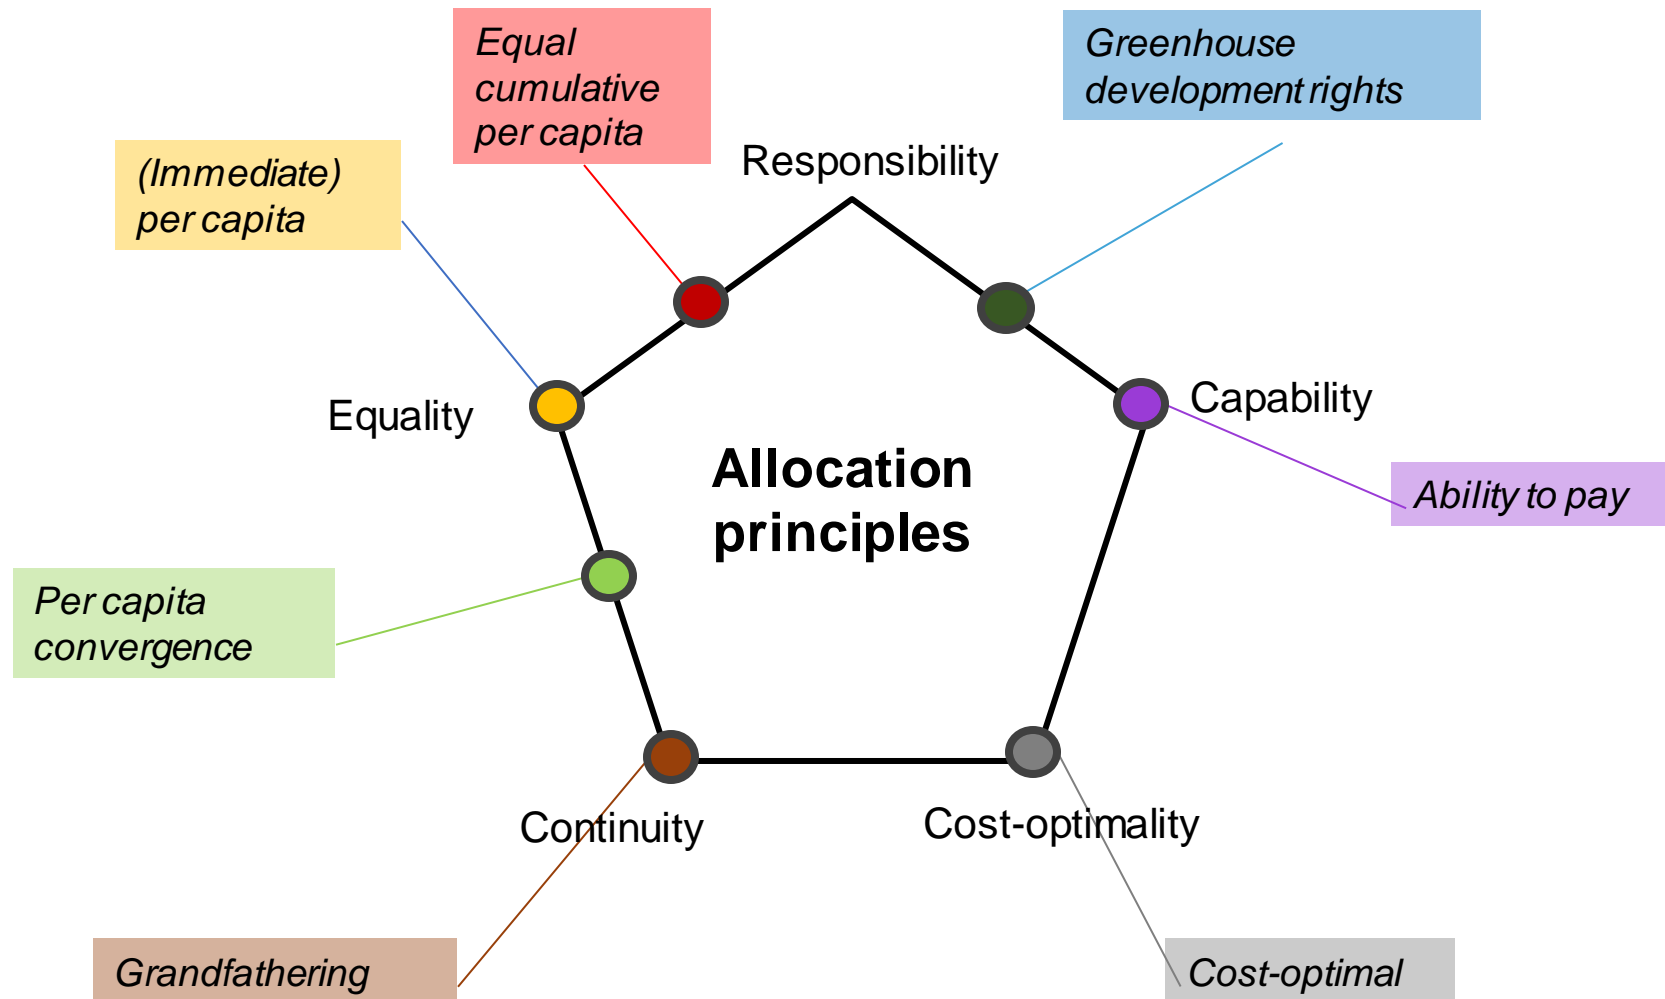 Equal
cumulative
per capita
Greenhouse
development rights
(Immediate)
per capita
Responsibility
Equality
Capability
Allocation
principles
Ability to pay
Per capita
convergence
Continuity
Cost-optimality
Grandfathering
Cost-optimal